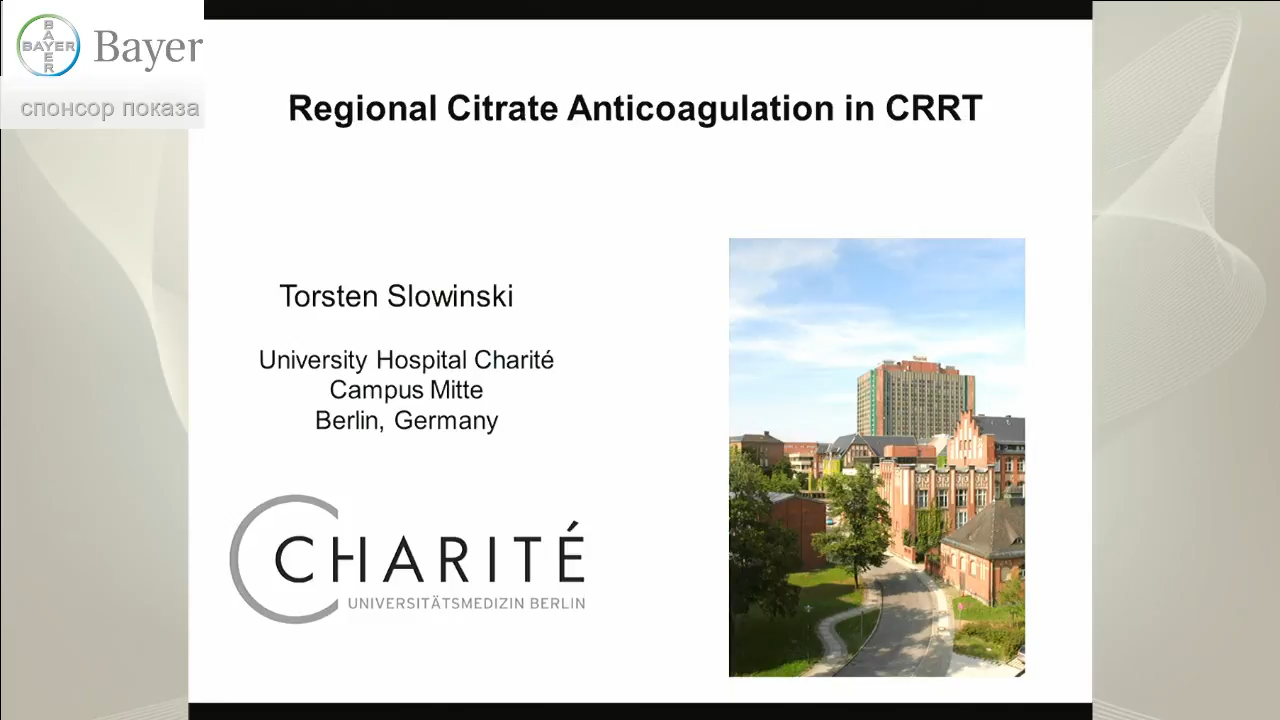 BAYER
BAYER
Bayer
спонсор показа
Regional Citrate Anticoagulation in CRRT
Torsten Slowinski
University Hospital Charité
Campus Mitte
Berlin, Germany
CHARITÉ
UNIVERSITÄTSMEDIZIN BERLIN